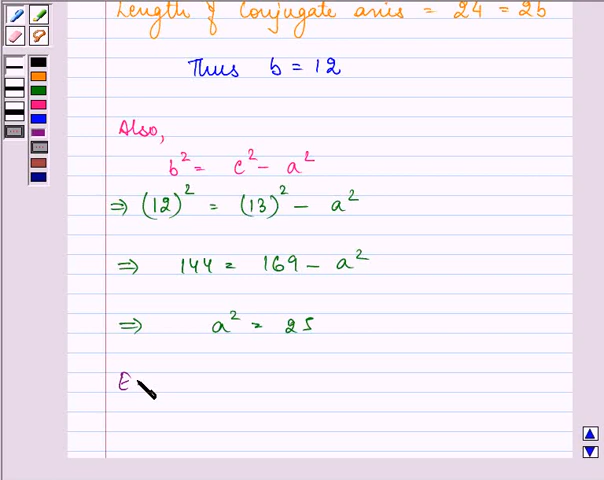 Length of Conjugate axis = 24 = 2b
Thus b = 12
Also,
b² = c² - a²
⇒ (12)² = (13)² - a²
⇒ 144 = 169 - a²
⇒ a² = 25
E